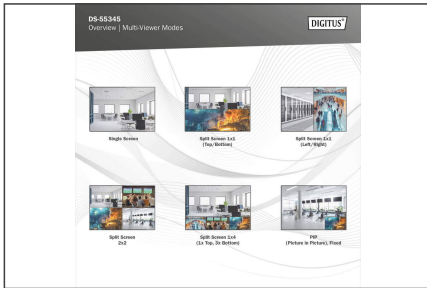 DS-55345
Overview | Multi-Viewer Modes
DIGITUS®
Single Screen
Split Screen 1x1
(Top/Bottom)
Split Screen 1x1
(Left/Right)
Split Screen
2x2
Split Screen 1x4
(1x Top, 3x Bottom)
PIP
(Picture in Picture), Fixed